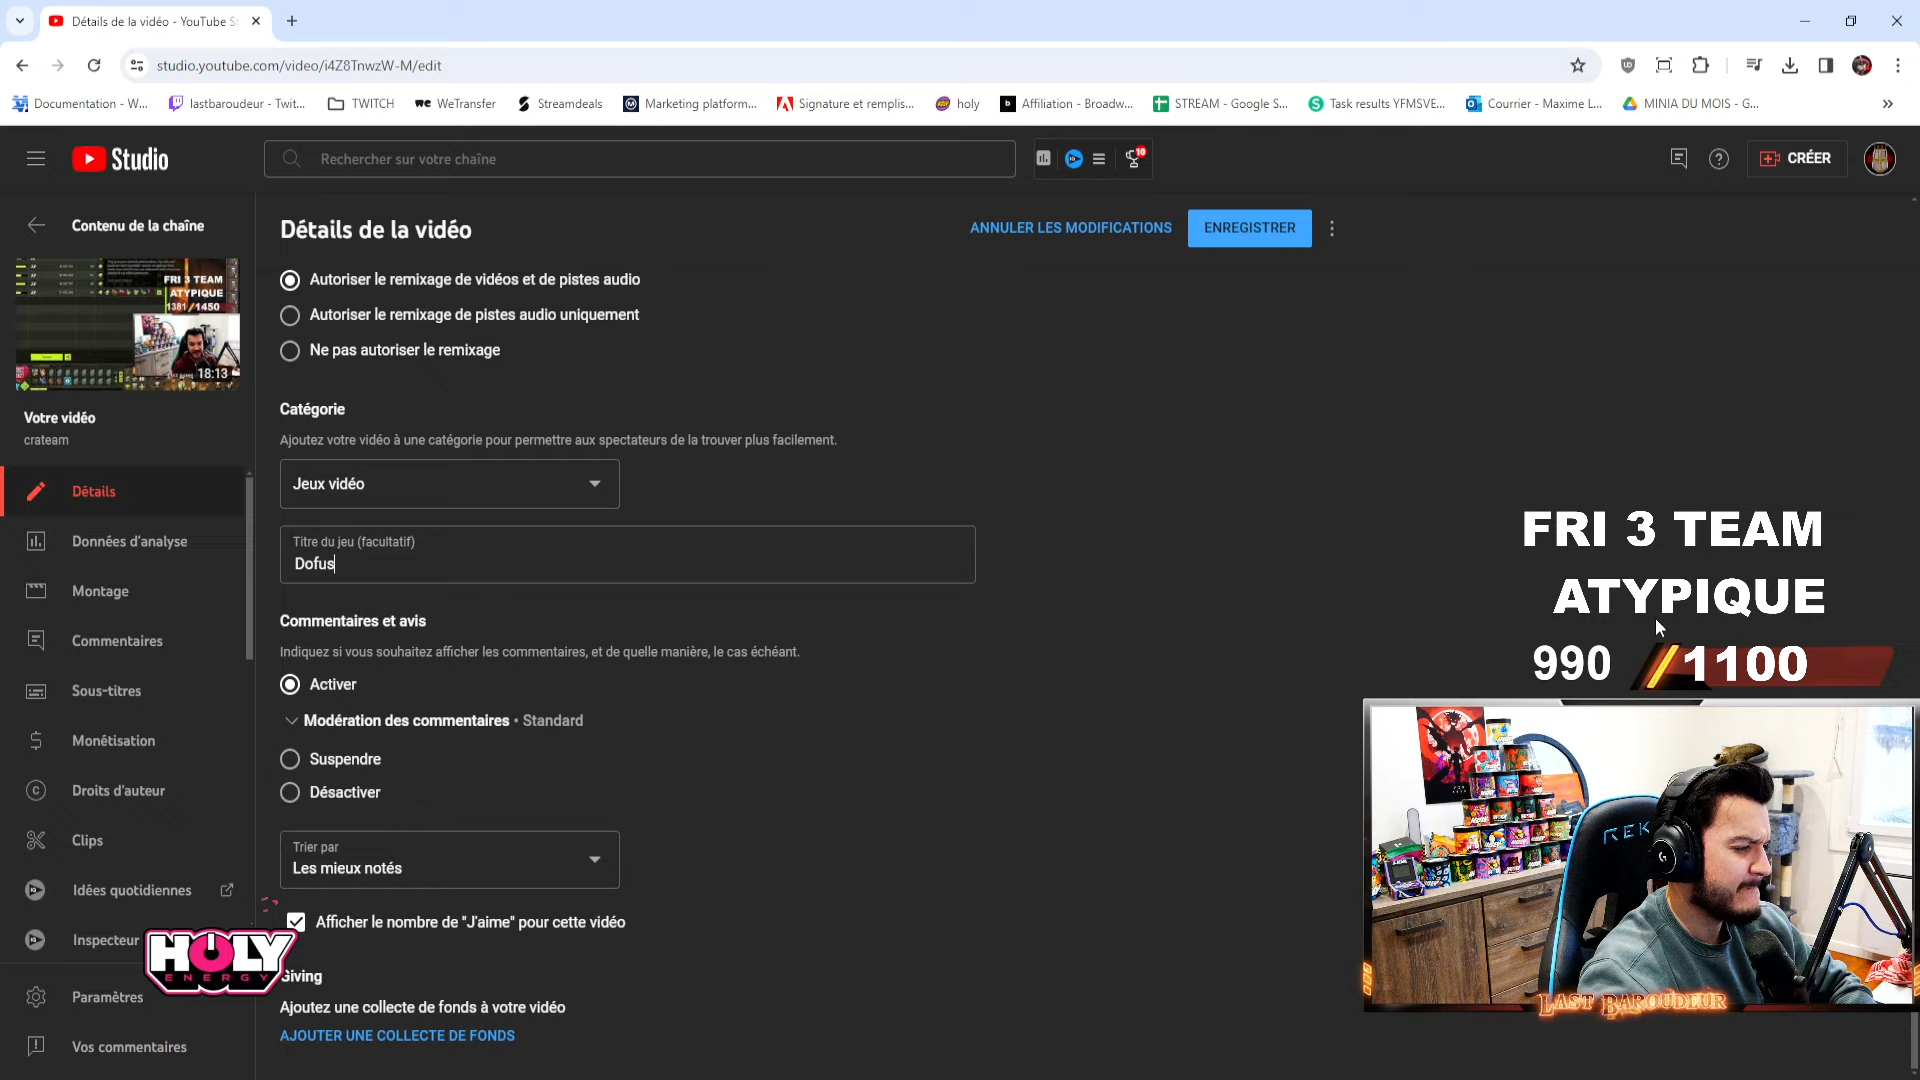 Détails de la vidéo - YouTube S
studio.youtube.com/video/i4Z8TnwzW-M/edit
Documentation - W...
lastbaroudeur - Twit...
TWITCH
WeTransfer
Streamdeals
Marketing platform...
Signature et remplis...
holy
Affiliation - Broadw...
STREAM - Google S...
Task results YFMSVE...
Courrier - Maxime L...
MINIA DU MOIS - G...
Studio
Rechercher sur votre chaîne
10
CRÉER
Contenu de la chaîne
Détails de la vidéo
ANNULER LES MODIFICATIONS
ENREGISTRER
FRI 3 TEAM
ATYPIQUE
1381/1450
18:13
Votre vidéo
crateam
Détails
Données d'analyse
Montage
Commentaires
Sous-titres
Monétisation
Droits d'auteur
Clips
Idées quotidiennes
Inspecteur
Paramètres
Vos commentaires
HOLY
ENERGY
Autoriser le remixage de vidéos et de pistes audio
Autoriser le remixage de pistes audio uniquement
Ne pas autoriser le remixage
Catégorie
Ajoutez votre vidéo à une catégorie pour permettre aux spectateurs de la trouver plus facilement.
Jeux vidéo
Titre du jeu (facultatif)
Dofus
Commentaires et avis
Indiquez si vous souhaitez afficher les commentaires, et de quelle manière, le cas échéant.
Activer
Modération des commentaires • Standard
Suspendre
Désactiver
Trier par
Les mieux notés
Afficher le nombre de "J'aime" pour cette vidéo
Giving
Ajoutez une collecte de fonds à votre vidéo
AJOUTER UNE COLLECTE DE FONDS
FRI 3 TEAM
ATYPIQUE
990 / 1100
REK
LAST BAROUDEUR